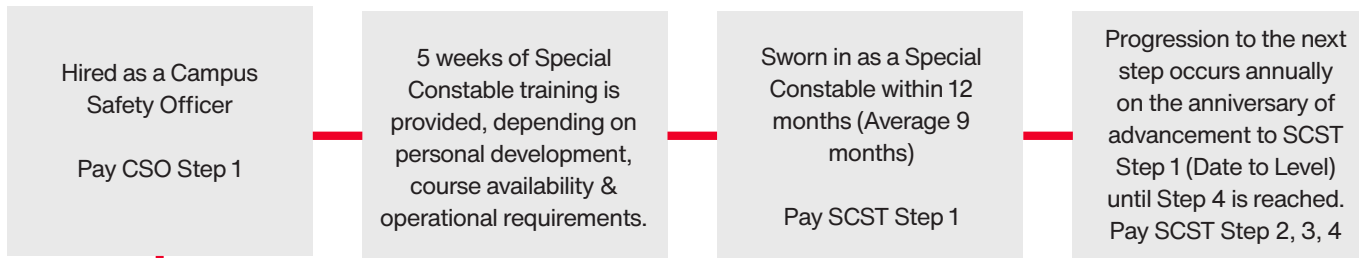 Hired as a Campus
Safety Officer
Pay CSO Step 1
5 weeks of Special
Constable training is
provided, depending on
personal development,
course availability &
operational requirements.
Sworn in as a Special
Constable within 12
months (Average 9
months)
Pay SCST Step 1
Progression to the next
step occurs annually
on the anniversary of
advancement to SCST
Step 1 (Date to Level)
until Step 4 is reached.
Pay SCST Step 2, 3, 4